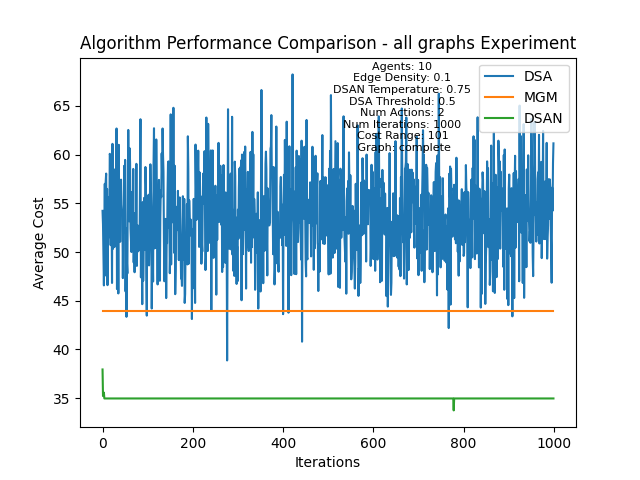 Algorithm Performance Comparison - all graphs Experiment
Agents: 10
Edge Density: 0.1
DSAN Temperature: 0.75
DSA Threshold: 0.5
Num Actions: 2
Num Iterations: 1000
Cost Range: 101
Graph: complete
DSA
MGM
DSAN
Average Cost
65
60
55
50
45
40
35
0
200
400
600
800
1000
Iterations